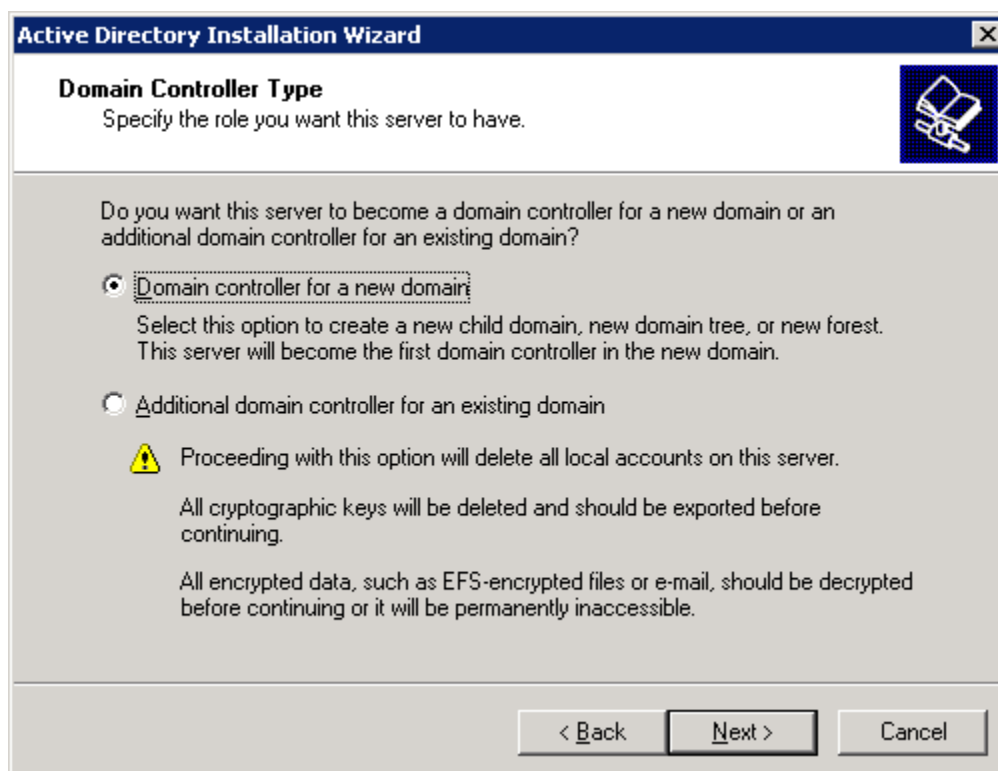 Active Directory Installation Wizard
Domain Controller Type
Specify the role you want this server to have.
Do you want this server to become a domain controller for a new domain or an
additional domain controller for an existing domain?
Domain controller for a new domain
Select this option to create a new child domain, new domain tree, or new forest.
This server will become the first domain controller in the new domain.
Additional domain controller for an existing domain
Proceeding with this option will delete all local accounts on this server.
All cryptographic keys will be deleted and should be exported before
continuing.
All encrypted data, such as EFS-encrypted files or e-mail, should be decrypted
before continuing or it will be permanently inaccessible.
< Back Next > Cancel